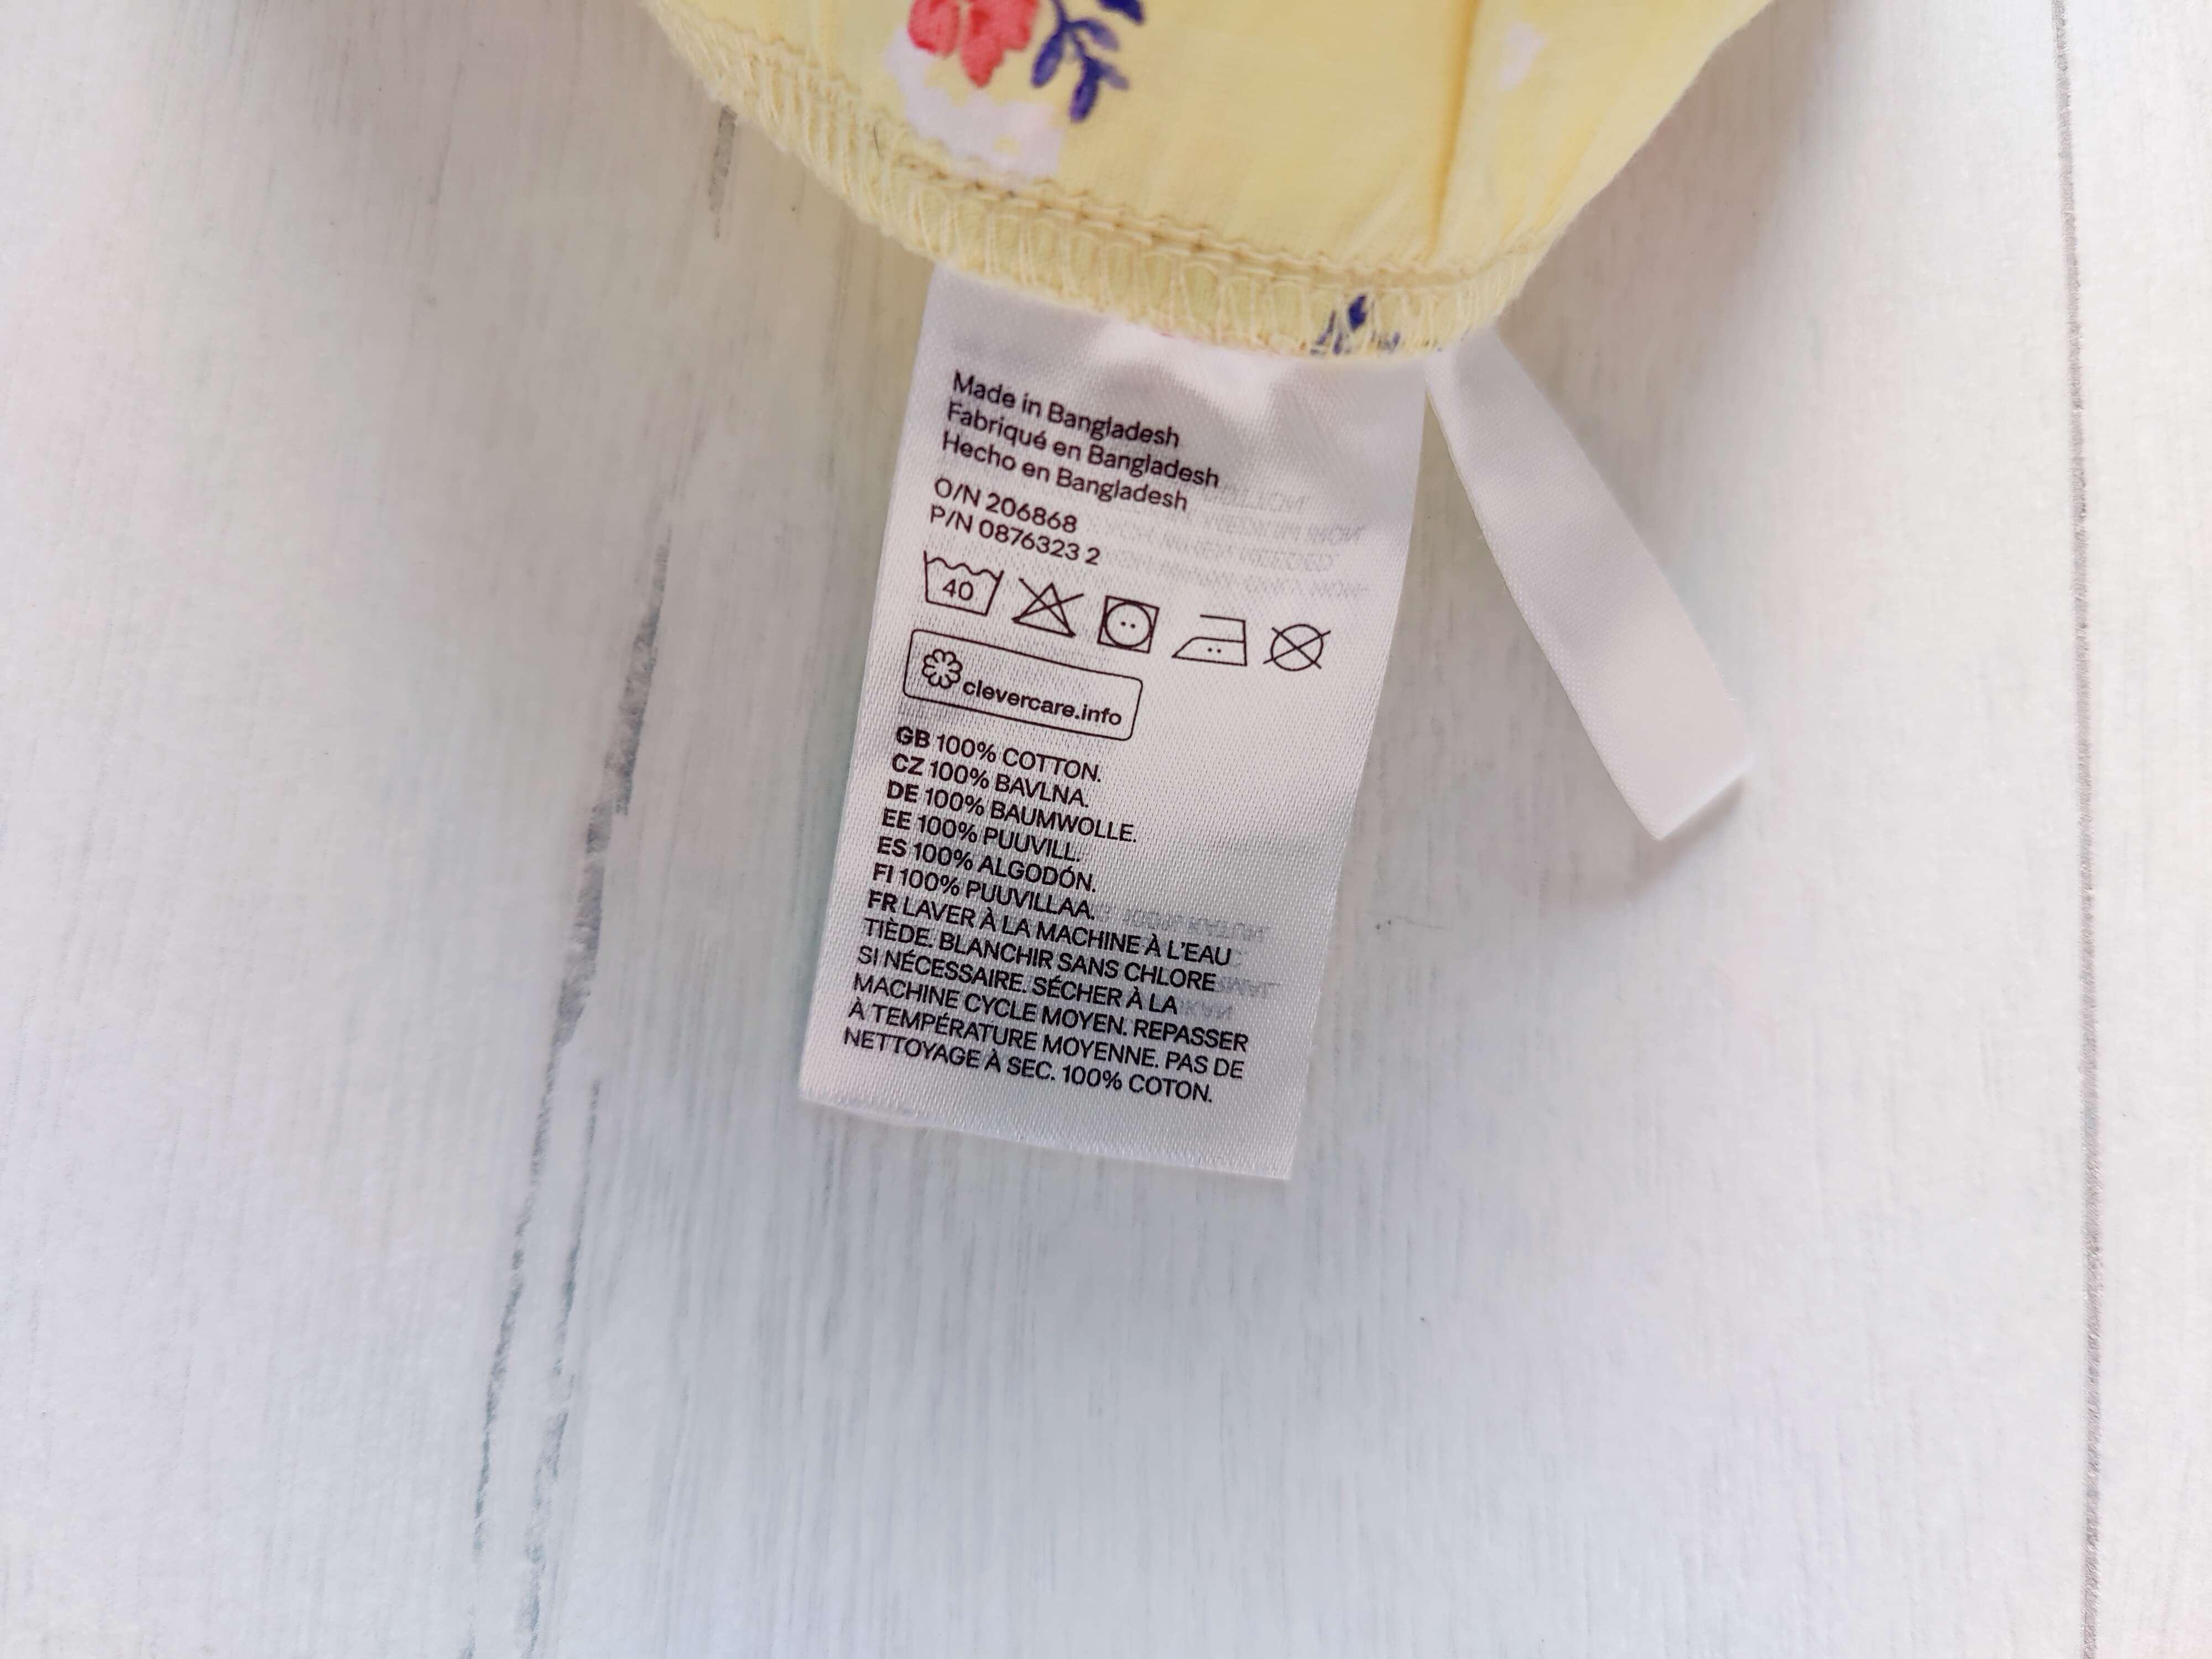 Made in Bangladesh
Fabriqué en Bangladesh
Hecho en Bangladesh
O/N 206868
P/N 0876323 2
40
clevercare.info
GB 100% COTTON.
CZ 100% BAVLNA.
DE 100% BAUMWOLLE.
EE 100% PUUVILL.
ES 100% ALGODÓN.
FI 100% PUUVILLAA.
FR LAVER À LA MACHINE À L'EAU
TIÈDE. BLANCHIR SANS CHLORE
SI NÉCESSAIRE. SÉCHER À LA
MACHINE CYCLE MOYEN. REPASSER
À TEMPÉRATURE MOYENNE. PAS DE
NETTOYAGE À SEC. 100% COTON.